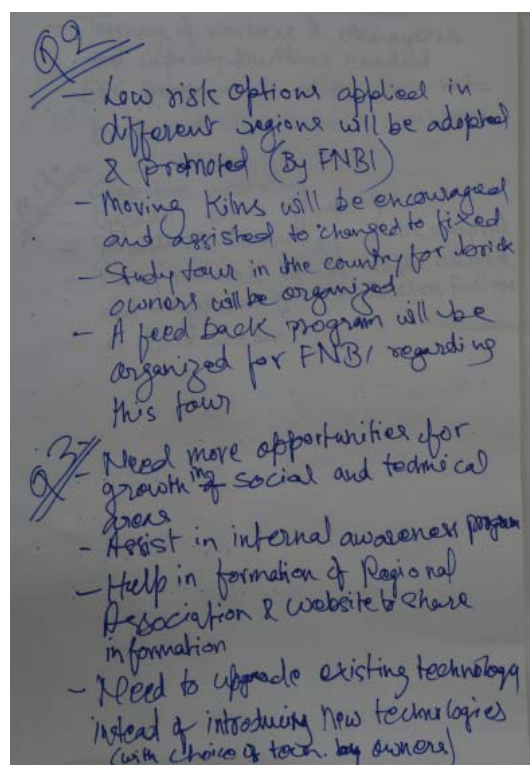 Q2
- Low risk options applied in
different regions will be adopted
& promoted (By FNBI)
- Moving kilns will be encouraged
and assisted to changed to fixed
- Study tour in the country for brick
owners will be organized
- A feed back program will be
organized for FNBI regarding
this tour
Q3
- Need more opportunities for
growth in social and technical
areas
- Assist in internal awareness program
- Help in formation of Regional
Association & website to share
information
- Need to upgrade existing technology
instead of introducing new technologies
(with choice of tech. by owners)